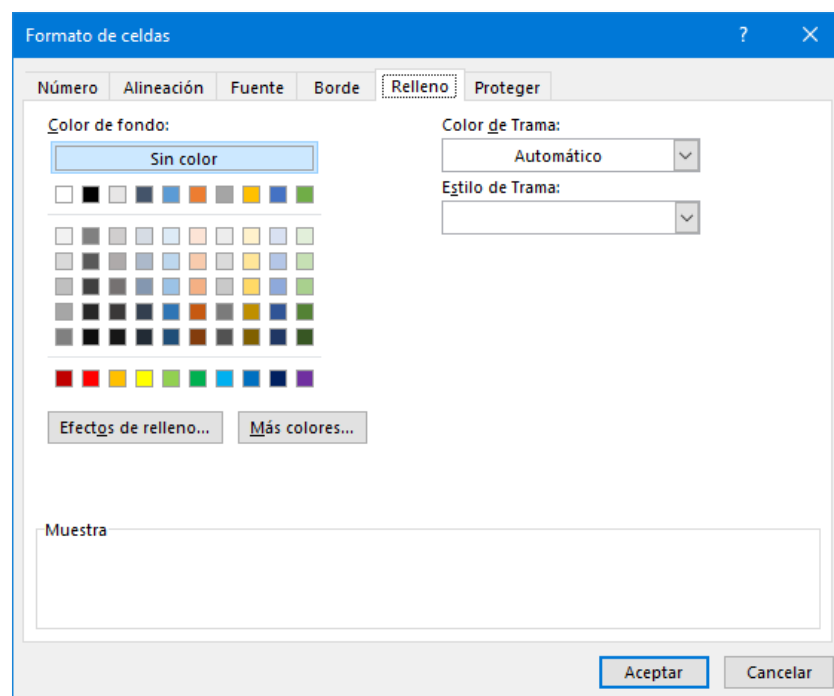 Formato de celdas ?
Número Alineación Fuente Borde Relleno Proteger
Color de fondo:
Sin color
Color de Trama:
Automático
Estilo de Trama:
Efectos de relleno... Más colores...
Muestra
Aceptar Cancelar